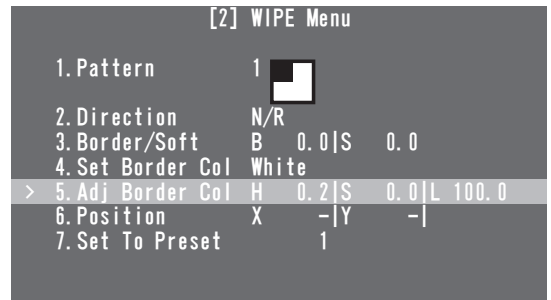 [2] WIPE Menu
1.Pattern 1
2.Direction N/R
3.Border/Soft B 0.0|S 0.0
4.Set Border Col White
> 5.Adj Border Col H 0.2|S 0.0|L 100.0
6.Position X -|Y -|
7.Set To Preset 1